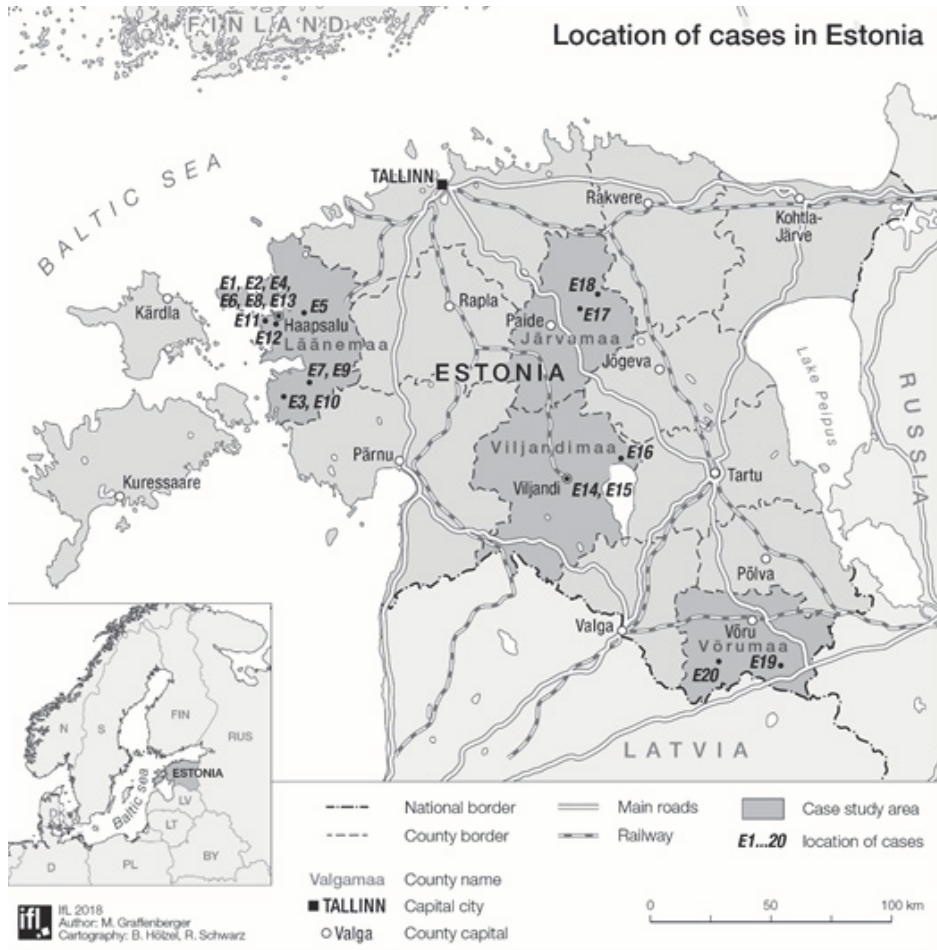 FINLAND
Location of cases in Estonia
BALTIC SEA
TALLINN
Rakvere
Kohtla-
Järve
E1, E2, E4,
E6, E8, E13
E5
E11
Haapsalu
E12
Läänemaa
Kärdla
Rapla
E18
E17
Paide
Järvamaa
Jõgeva
Lake Peipus
RUSSIA
E7, E9
E3, E10
ESTONIA
Kuressaare
Pärnu
Viljandimaa
E16
Viljandi
E14, E15
Tartu
Põlva
Valga
Võru
Võrumaa
E20
E19
LATVIA
N
S
FIN
RUS
ESTONIA
Baltic sea
DK
LV
LT
D
PL
BY
National border
Main roads
Case study area
County border
Railway
E1...20 location of cases
Valgamaa County name
TALLINN Capital city
Valga County capital
0 50 100 km
ifl
IfL 2018
Author: M. Graffenberger
Cartography: B. Hölzel, R. Schwarz